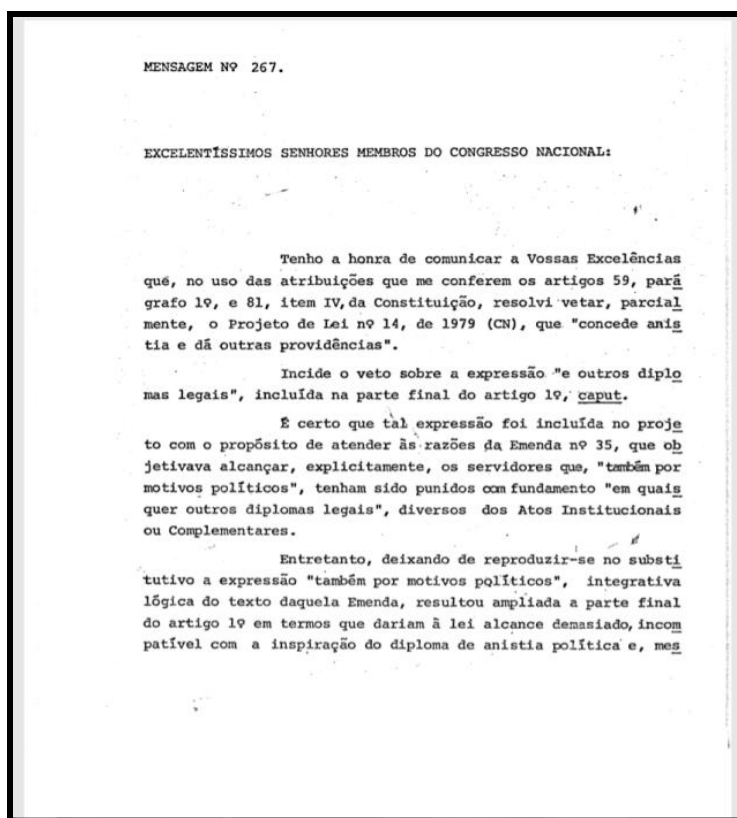 MENSAGEM Nº 267.
EXCELENTÍSSIMOS SENHORES MEMBROS DO CONGRESSO NACIONAL:
Tenho a honra de comunicar a Vossas Excelências
que, no uso das atribuições que me conferem os artigos 59, pará
grafo 1º, e 81, item IV, da Constituição, resolvi vetar, parcial
mente, o Projeto de Lei nº 14, de 1979 (CN), que "concede anis
tia e dá outras providências".
Incide o veto sobre a expressão "e outros diplo
mas legais", incluída na parte final do artigo 1º, caput.
É certo que tal expressão foi incluída no proje
to com o propósito de atender às razões da Emenda nº 35, que ob
jetivava alcançar, explicitamente, os servidores que, "também por
motivos políticos", tenham sido punidos com fundamento "em quais
quer outros diplomas legais", diversos dos Atos Institucionais
ou Complementares.
Entretanto, deixando de reproduzir-se no substi
tutivo a expressão "também por motivos políticos", integrativa
lógica do texto daquela Emenda, resultou ampliada a parte final
do artigo 1º em termos que dariam à lei alcance demasiado, incom
patível com a inspiração do diploma de anistia política e, mes